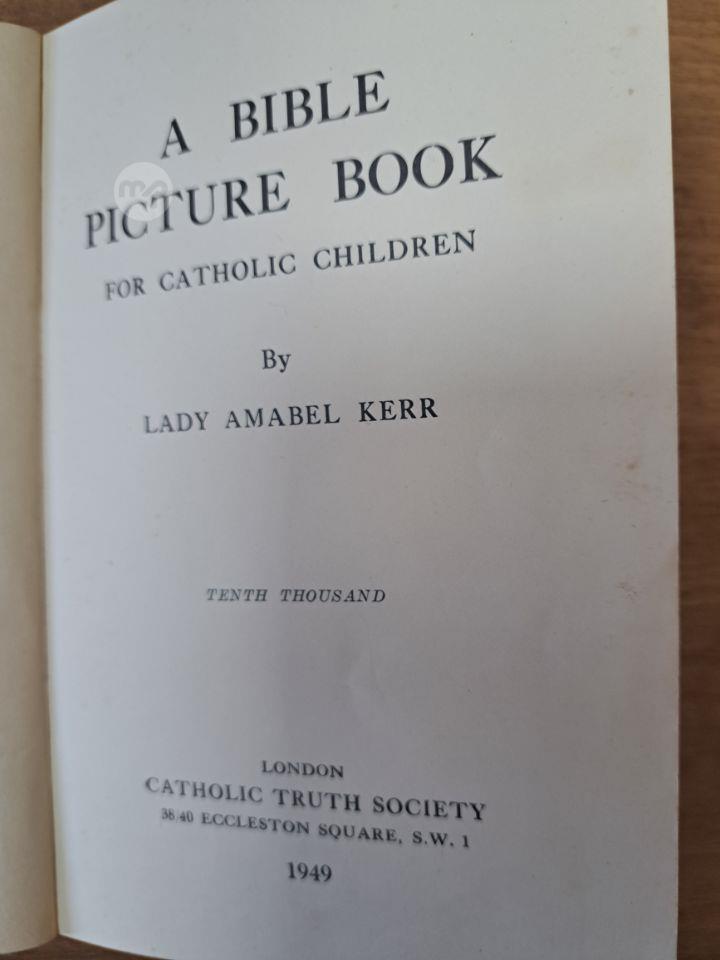 A BIBLE
PICTURE BOOK
FOR CATHOLIC CHILDREN
By
LADY AMABEL KERR
TENTH THOUSAND
LONDON
CATHOLIC TRUTH SOCIETY
38/40 ECCLESTON SQUARE, S.W. 1
1949